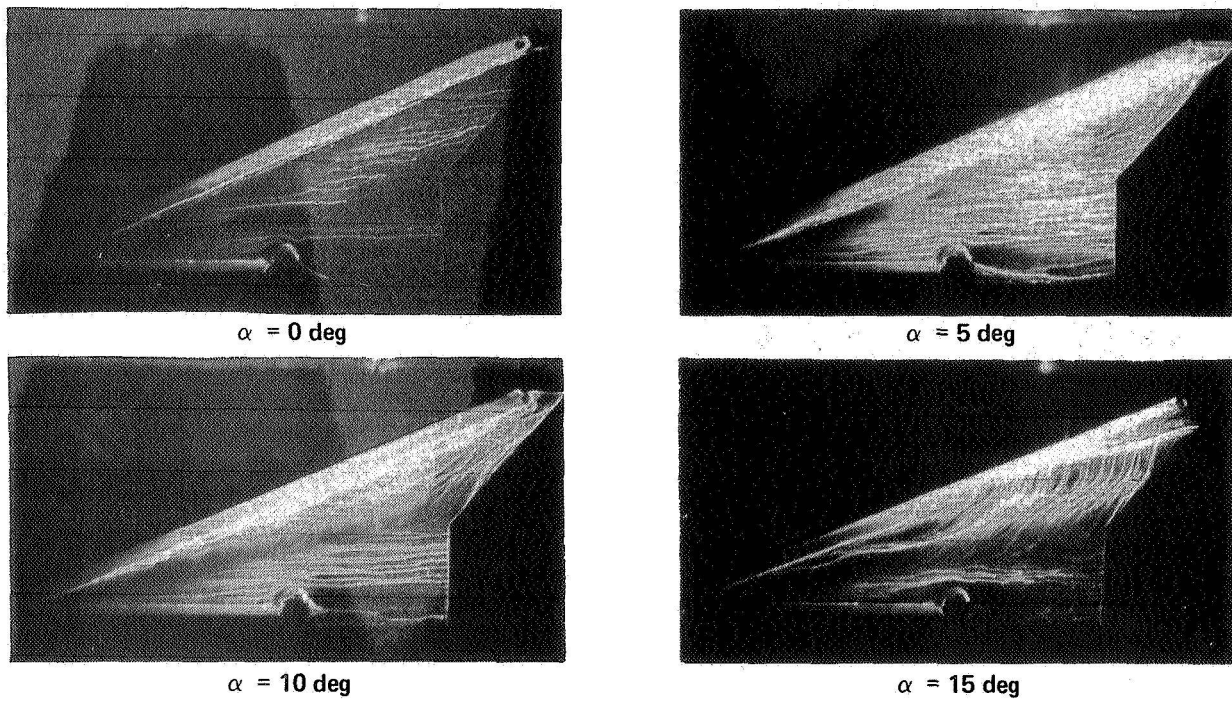 α = 0 deg
α = 5 deg
α = 10 deg
α = 15 deg